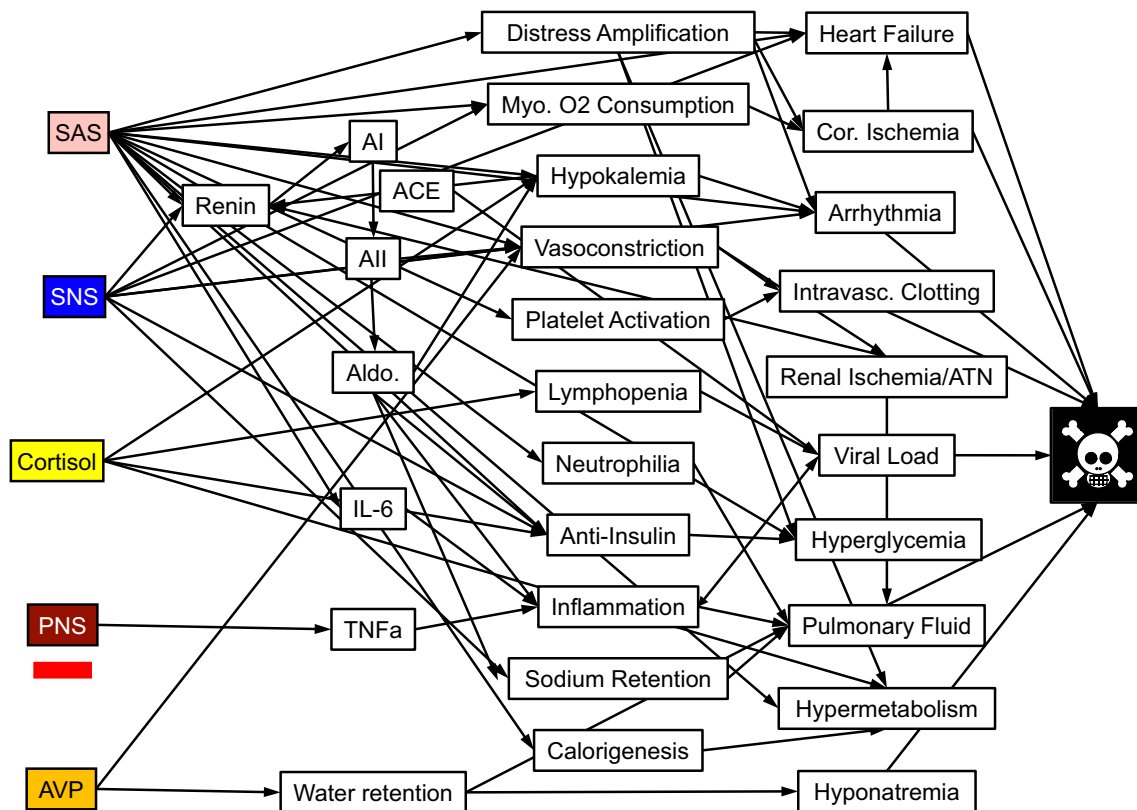 SAS
SNS
Cortisol
PNS
AVP
AI
ACE
Renin
AII
Aldo.
IL-6
TNFa
Water retention
Distress Amplification
Myo. O2 Consumption
Hypokalemia
Vasoconstriction
Platelet Activation
Lymphopenia
Neutrophilia
Anti-Insulin
Inflammation
Sodium Retention
Calorigenesis
Heart Failure
Cor. Ischemia
Arrhythmia
Intravasc. Clotting
Renal Ischemia/ATN
Viral Load
Hyperglycemia
Pulmonary Fluid
Hypermetabolism
Hyponatremia